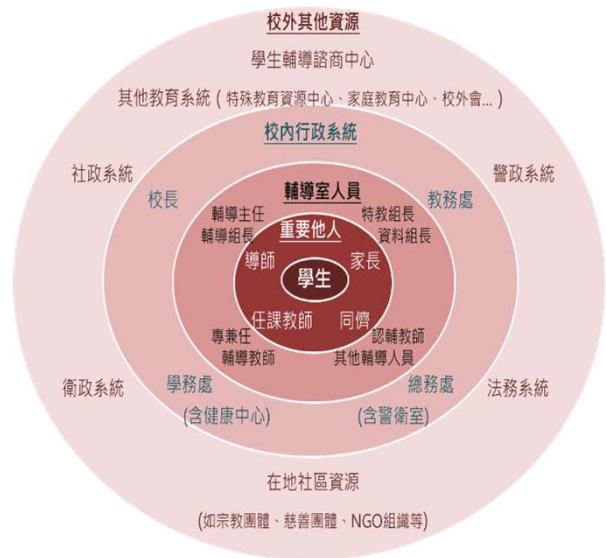 校外其他資源
學生輔導諮商中心
其他教育系統 ( 特殊教育資源中心、家庭教育中心、校外會... )
校內行政系統
社政系統
警政系統
校長
教務處
輔導室人員
輔導主任
特教組長
輔導組長
資料組長
重要他人
導師
家長
學生
任課教師
同儕
專兼任
輔導教師
認輔教師
其他輔導人員
衛政系統
學務處
總務處
法務系統
(含健康中心)
(含警衛室)
在地社區資源
(如宗教團體、慈善團體、NGO組織等)